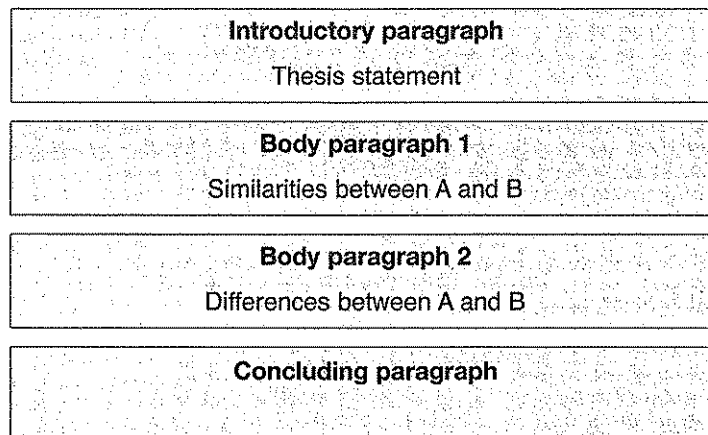 Introductory paragraph
Thesis statement
Body paragraph 1
Similarities between A and B
Body paragraph 2
Differences between A and B
Concluding paragraph